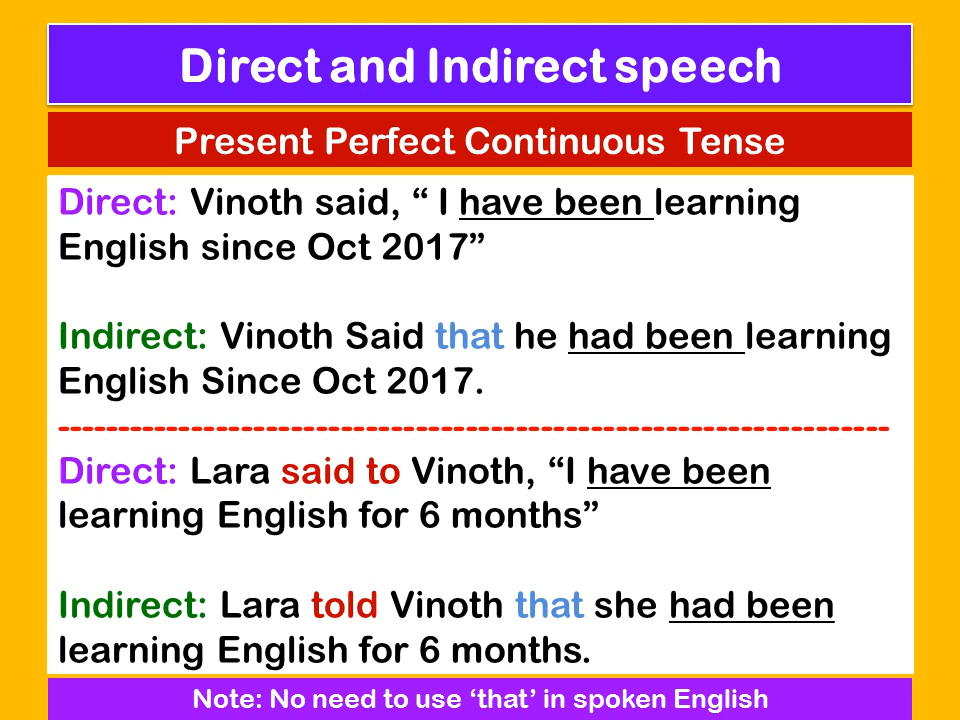 Direct and Indirect speech
Present Perfect Continuous Tense
Direct: Vinoth said, “ I have been learning
English since Oct 2017”
Indirect: Vinoth Said that he had been learning
English Since Oct 2017.
---------------------------------------------------------------------
Direct: Lara said to Vinoth, “I have been
learning English for 6 months”
Indirect: Lara told Vinoth that she had been
learning English for 6 months.
Note: No need to use ‘that’ in spoken English